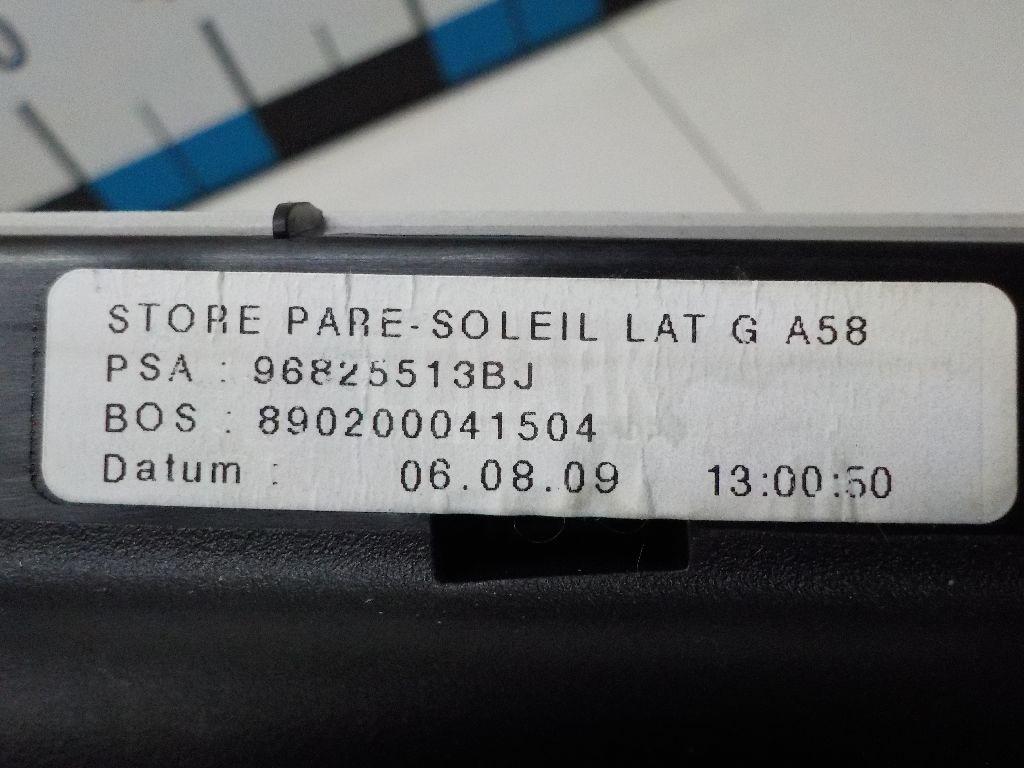 STORE PARE-SOLEIL LAT G A58
PSA : 96825513BJ
BOS : 890200041504
Datum : 06.08.09 13:00:50